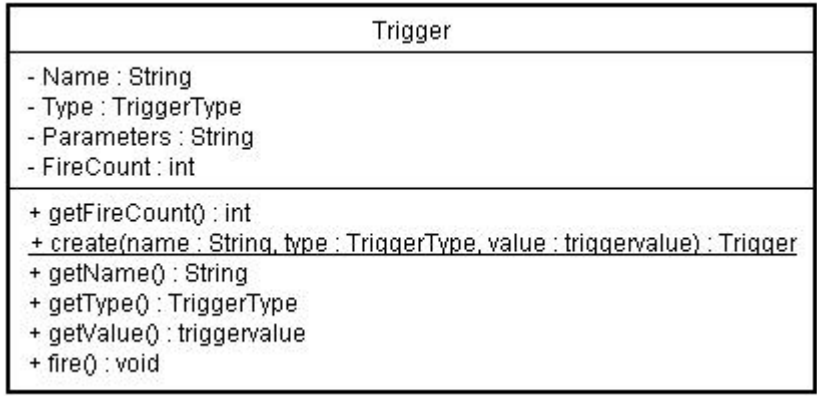 Trigger
- Name : String
- Type : TriggerType
- Parameters : String
- FireCount : int
+ getFireCount() : int
+ create(name : String, type : TriggerType, value : triggervalue) : Trigger
+ getName() : String
+ getType() : TriggerType
+ getValue() : triggervalue
+ fire() : void